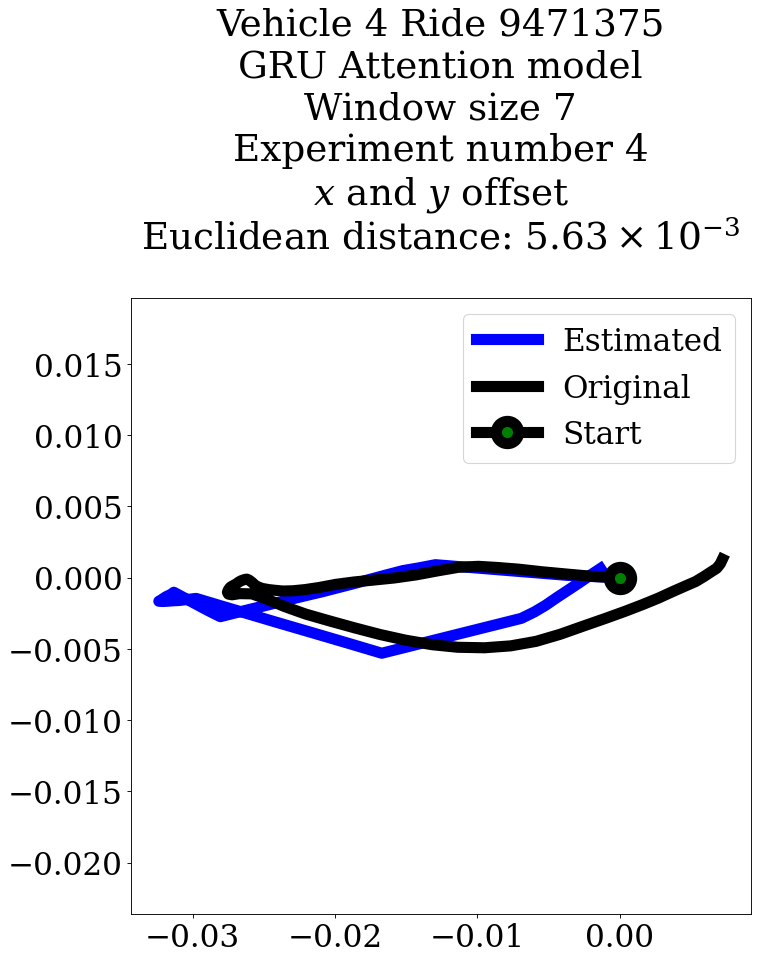 Vehicle 4 Ride 9471375
GRU Attention model
Window size 7
Experiment number 4
x and y offset
Euclidean distance: 5.63 × 10⁻³
Estimated
Original
Start
0.015
0.010
0.005
0.000
−0.005
−0.010
−0.015
−0.020
−0.03 −0.02 −0.01 0.00